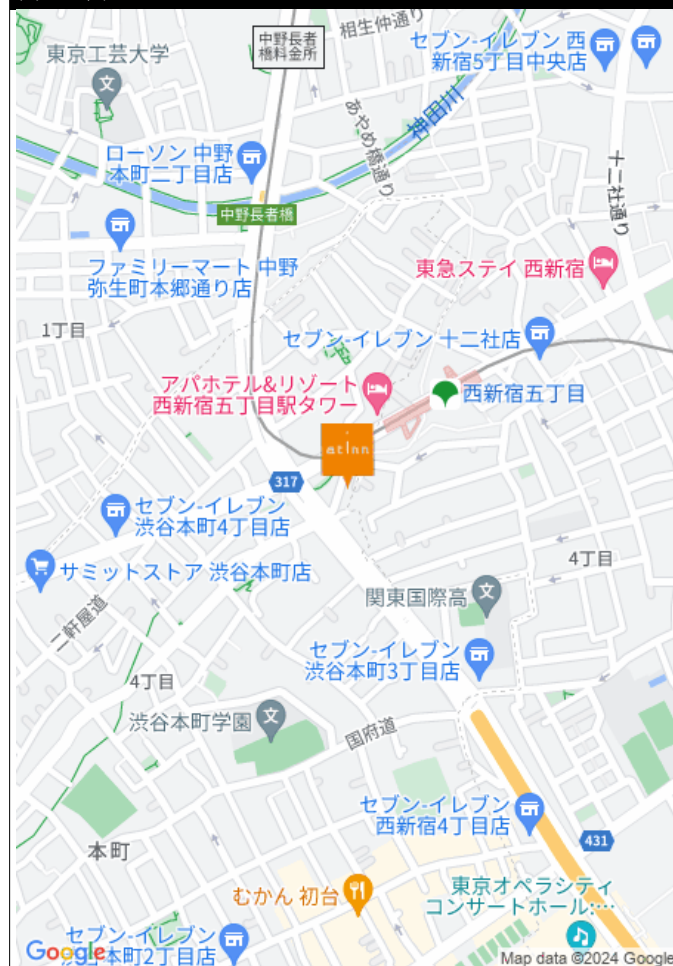 相生仲通り
中野長者
橋料金所
東京工芸大学
セブン-イレブン 西
新宿5丁目中央店
あやめ橋通り
神田川
ローソン 中野
本町二丁目店
十二社通り
中野長者橋
ファミリーマート 中野
弥生町本郷通り店
東急ステイ 西新宿
1丁目
セブン-イレブン 十二社店
アパホテル&リゾート
西新宿五丁目駅タワー
西新宿五丁目
at Inn
317
セブン-イレブン
渋谷本町4丁目店
4丁目
サミットストア 渋谷本町店
関東国際高
二軒屋道
セブン-イレブン
渋谷本町3丁目店
4丁目
渋谷本町学園
国府道
セブン-イレブン
西新宿4丁目店
431
本町
むかん 初台
東京オペラシティ
コンサートホール:…
セブン-イレブン
渋谷本町2丁目店
Google
Map data ©2024 Google